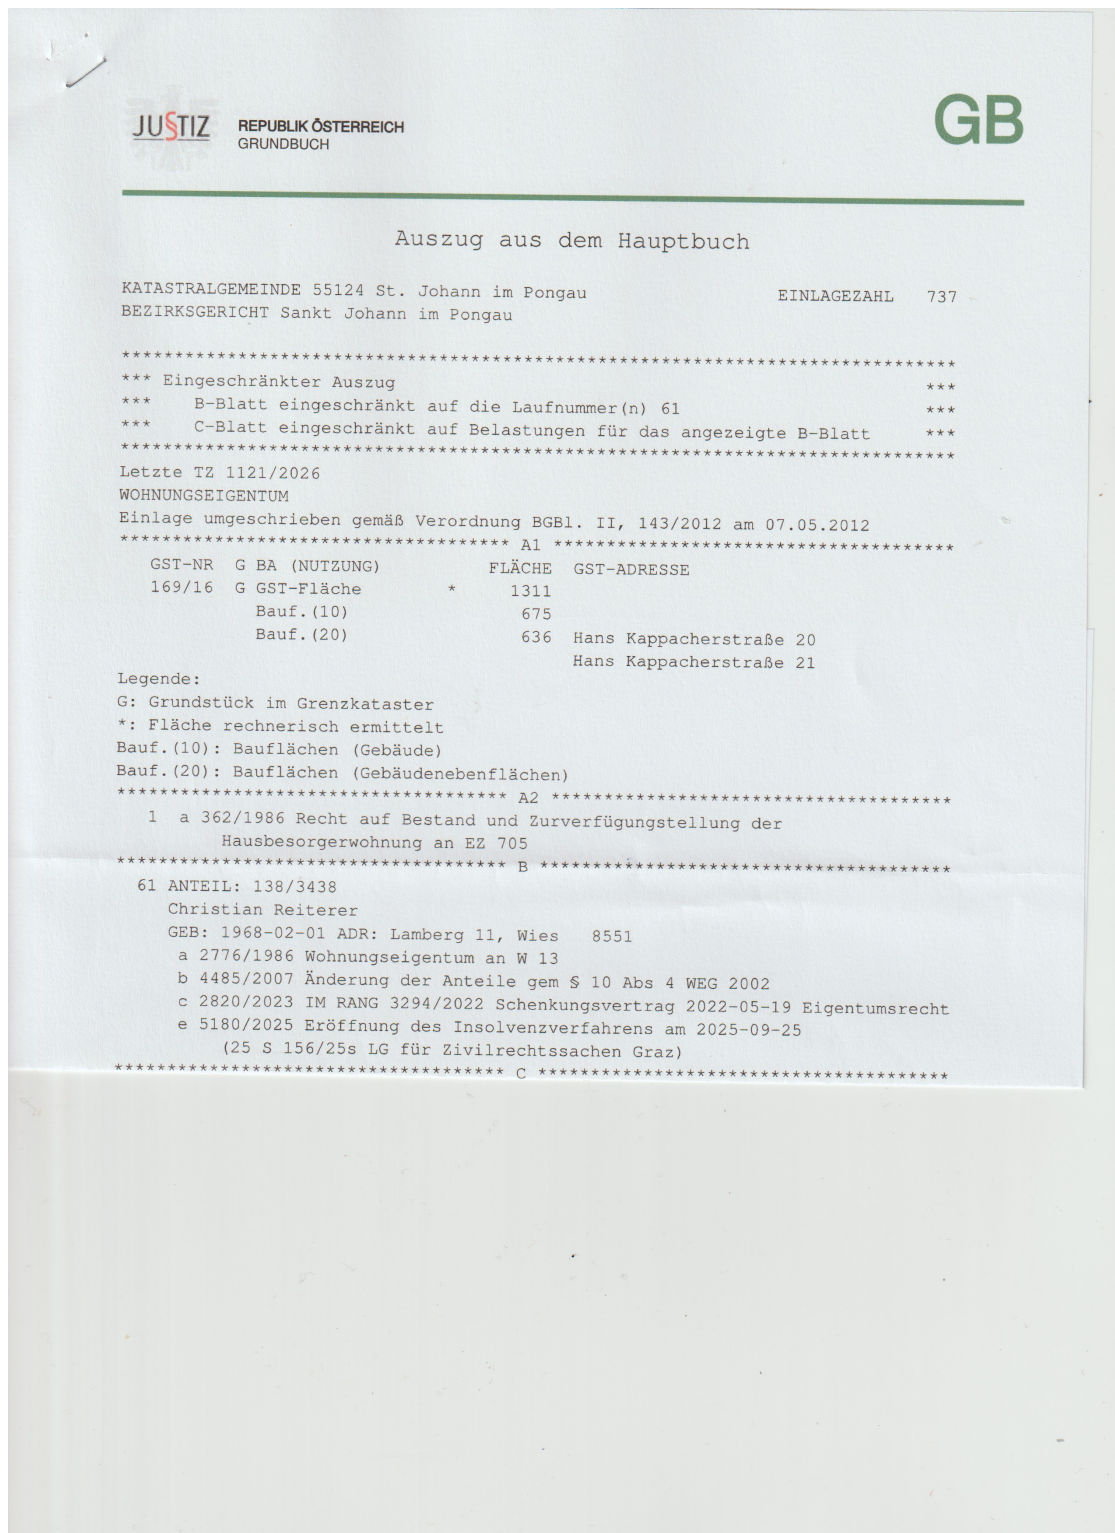 JU§TIZ
REPUBLIK ÖSTERREICH
GRUNDBUCH
GB
Auszug aus dem Hauptbuch
KATASTRALGEMEINDE 55124 St. Johann im Pongau EINLAGEZAHL 737
BEZIRKSGERICHT Sankt Johann im Pongau
*******************************************************************************
*** Eingeschränkter Auszug ***
*** B-Blatt eingeschränkt auf die Laufnummer(n) 61 ***
*** C-Blatt eingeschränkt auf Belastungen für das angezeigte B-Blatt ***
*******************************************************************************
Letzte TZ 1121/2026
WOHNUNGSEIGENTUM
Einlage umgeschrieben gemäß Verordnung BGBl. II, 143/2012 am 07.05.2012
************************************* A1 **************************************
GST-NR G BA (NUTZUNG) FLÄCHE GST-ADRESSE
169/16 G GST-Fläche * 1311
Bauf.(10) 675
Bauf.(20) 636 Hans Kappacherstraße 20
Hans Kappacherstraße 21
Legende:
G: Grundstück im Grenzkataster
*: Fläche rechnerisch ermittelt
Bauf.(10): Bauflächen (Gebäude)
Bauf.(20): Bauflächen (Gebäudenebenflächen)
************************************* A2 **************************************
1 a 362/1986 Recht auf Bestand und Zurverfügungstellung der
Hausbesorgerwohnung an EZ 705
************************************* B ***************************************
61 ANTEIL: 138/3438
Christian Reiterer
GEB: 1968-02-01 ADR: Lamberg 11, Wies 8551
a 2776/1986 Wohnungseigentum an W 13
b 4485/2007 Änderung der Anteile gem § 10 Abs 4 WEG 2002
c 2820/2023 IM RANG 3294/2022 Schenkungsvertrag 2022-05-19 Eigentumsrecht
e 5180/2025 Eröffnung des Insolvenzverfahrens am 2025-09-25
(25 S 156/25s LG für Zivilrechtssachen Graz)
************************************* C ***************************************